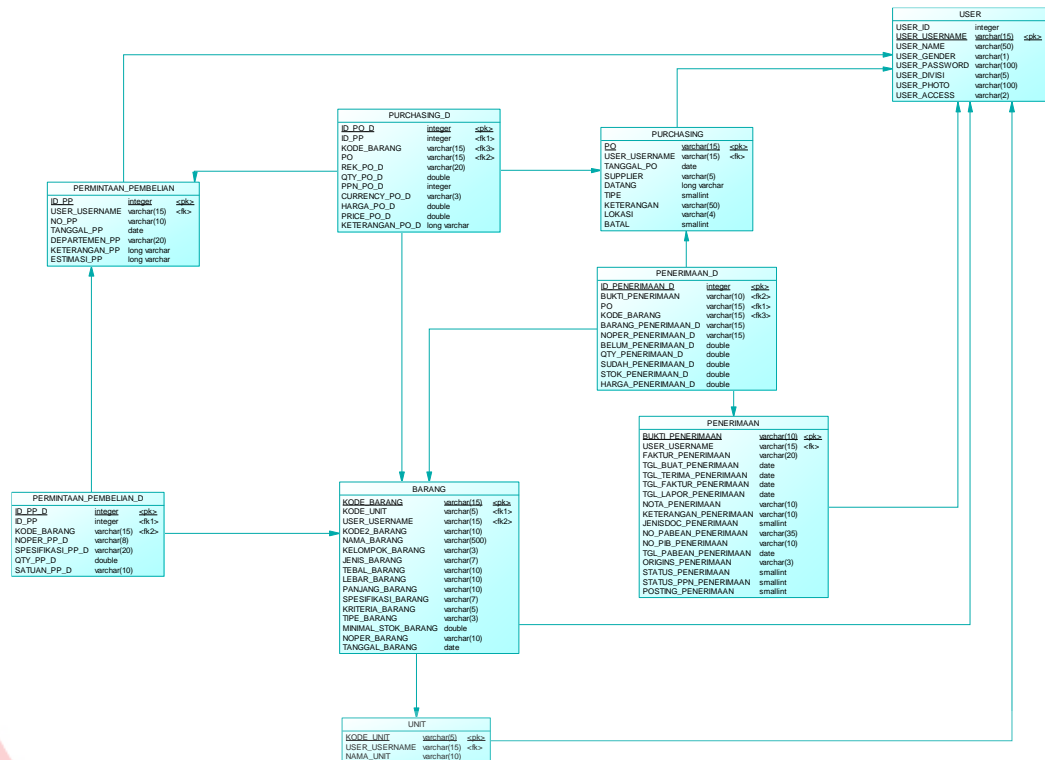 USER
USER_ID integer
USER_USERNAME varchar(15) <pk>
USER_NAME varchar(50)
USER_GENDER varchar(1)
USER_PASSWORD varchar(100)
USER_DIVISI varchar(5)
USER_PHOTO varchar(100)
USER_ACCESS varchar(2)
PURCHASING_D
ID_PO_D integer <pk>
ID_PP integer <fk1>
KODE_BARANG varchar(15) <fk3>
PO varchar(15) <fk2>
REK_PO_D varchar(20)
QTY_PO_D double
PPN_PO_D integer
CURRENCY_PO_D varchar(3)
HARGA_PO_D double
PRICE_PO_D double
KETERANGAN_PO_D long varchar
PURCHASING
PO varchar(15) <pk>
USER_USERNAME varchar(15) <fk>
TANGGAL_PO date
SUPPLIER varchar(5)
DATANG long varchar
TIPE smallint
KETERANGAN varchar(50)
LOKASI varchar(4)
BATAL smallint
PERMINTAAN_PEMBELIAN
ID_PP integer <pk>
USER_USERNAME varchar(15) <fk>
NO_PP varchar(10)
TANGGAL_PP date
DEPARTEMEN_PP varchar(20)
KETERANGAN_PP long varchar
ESTIMASI_PP long varchar
PENERIMAAN_D
ID_PENERIMAAN_D integer <pk>
BUKTI_PENERIMAAN varchar(10) <fk2>
PO varchar(15) <fk1>
KODE_BARANG varchar(15) <fk3>
BARANG_PENERIMAAN_D varchar(15)
NOPER_PENERIMAAN_D varchar(15)
BELUM_PENERIMAAN_D double
QTY_PENERIMAAN_D double
SUDAH_PENERIMAAN_D double
STOK_PENERIMAAN_D double
HARGA_PENERIMAAN_D double
PENERIMAAN
BUKTI_PENERIMAAN varchar(10) <pk>
USER_USERNAME varchar(15) <fk>
FAKTUR_PENERIMAAN varchar(20)
TGL_BUAT_PENERIMAAN date
TGL_TERIMA_PENERIMAAN date
TGL_FAKTUR_PENERIMAAN date
TGL_LAPOR_PENERIMAAN date
NOTA_PENERIMAAN varchar(10)
KETERANGAN_PENERIMAAN varchar(10)
JENISDOC_PENERIMAAN smallint
NO_PABEAN_PENERIMAAN varchar(35)
NO_PIB_PENERIMAAN varchar(10)
TGL_PABEAN_PENERIMAAN date
ORIGINS_PENERIMAAN varchar(3)
STATUS_PENERIMAAN smallint
STATUS_PPN_PENERIMAAN smallint
POSTING_PENERIMAAN smallint
PERMINTAAN_PEMBELIAN_D
ID_PP_D integer <pk>
ID_PP integer <fk1>
KODE_BARANG varchar(15) <fk2>
NOPER_PP_D varchar(8)
SPESIFIKASI_PP_D varchar(20)
QTY_PP_D double
SATUAN_PP_D varchar(10)
BARANG
KODE_BARANG varchar(15) <pk>
KODE_UNIT varchar(5) <fk1>
USER_USERNAME varchar(15) <fk2>
KODE2_BARANG varchar(10)
NAMA_BARANG varchar(500)
KELOMPOK_BARANG varchar(3)
JENIS_BARANG varchar(7)
TEBAL_BARANG varchar(10)
LEBAR_BARANG varchar(10)
PANJANG_BARANG varchar(10)
SPESIFIKASI_BARANG varchar(7)
KRITERIA_BARANG varchar(5)
TIPE_BARANG varchar(3)
MINIMAL_STOK_BARANG double
NOPER_BARANG varchar(10)
TANGGAL_BARANG date
UNIT
KODE_UNIT varchar(5) <pk>
USER_USERNAME varchar(15) <fk>
NAMA_UNIT varchar(10)